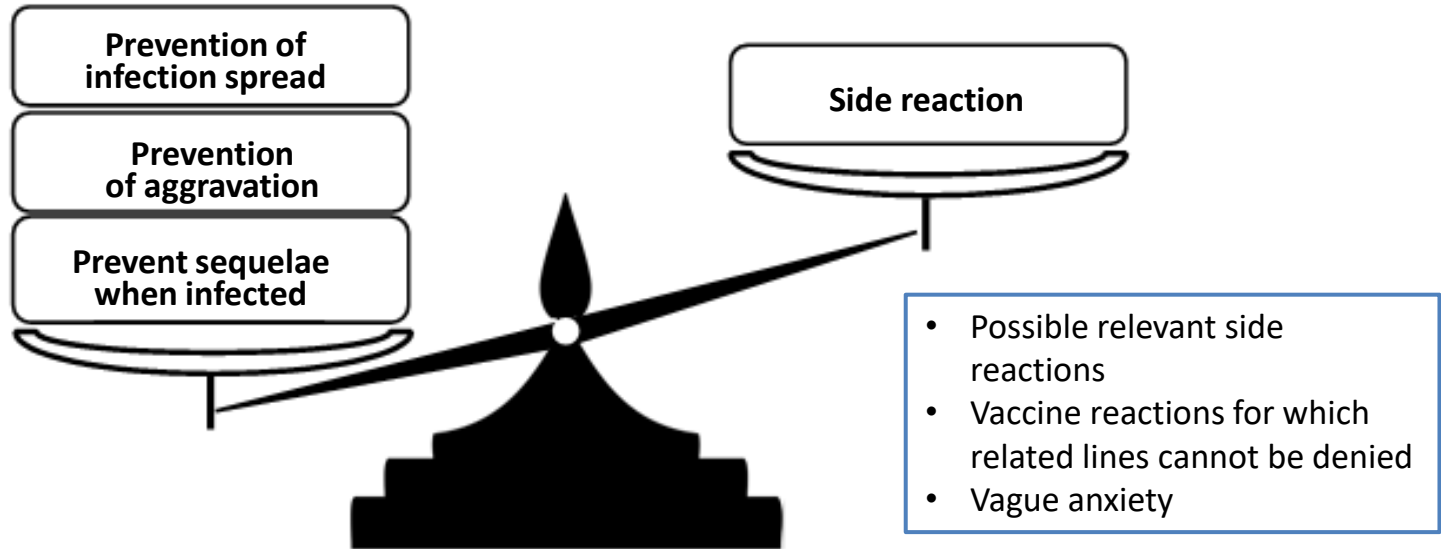 Prevention of
infection spread
Prevention
of aggravation
Prevent sequelae
when infected
Side reaction
• Possible relevant side
reactions
• Vaccine reactions for which
related lines cannot be denied
• Vague anxiety